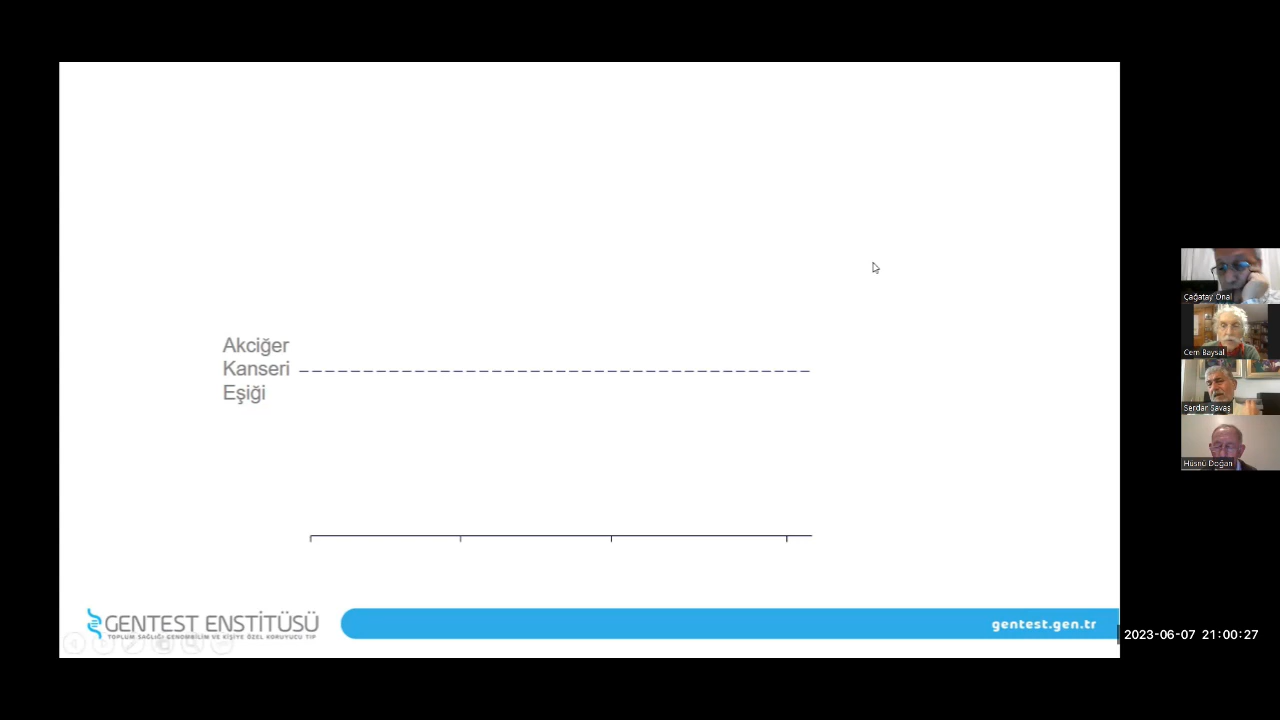 Akciğer
Kanseri
Eşiği
GENTEST ENSTİTÜSÜ
TOPLUM SAĞLIĞI GENOMBİLİM VE KİŞİYE ÖZEL KORUYUCU TIP
gentest.gen.tr
Çağatay Önal
Cem Baysal
Serdar Savaş
Hüsnü Doğan
2023-06-07 21:00:27